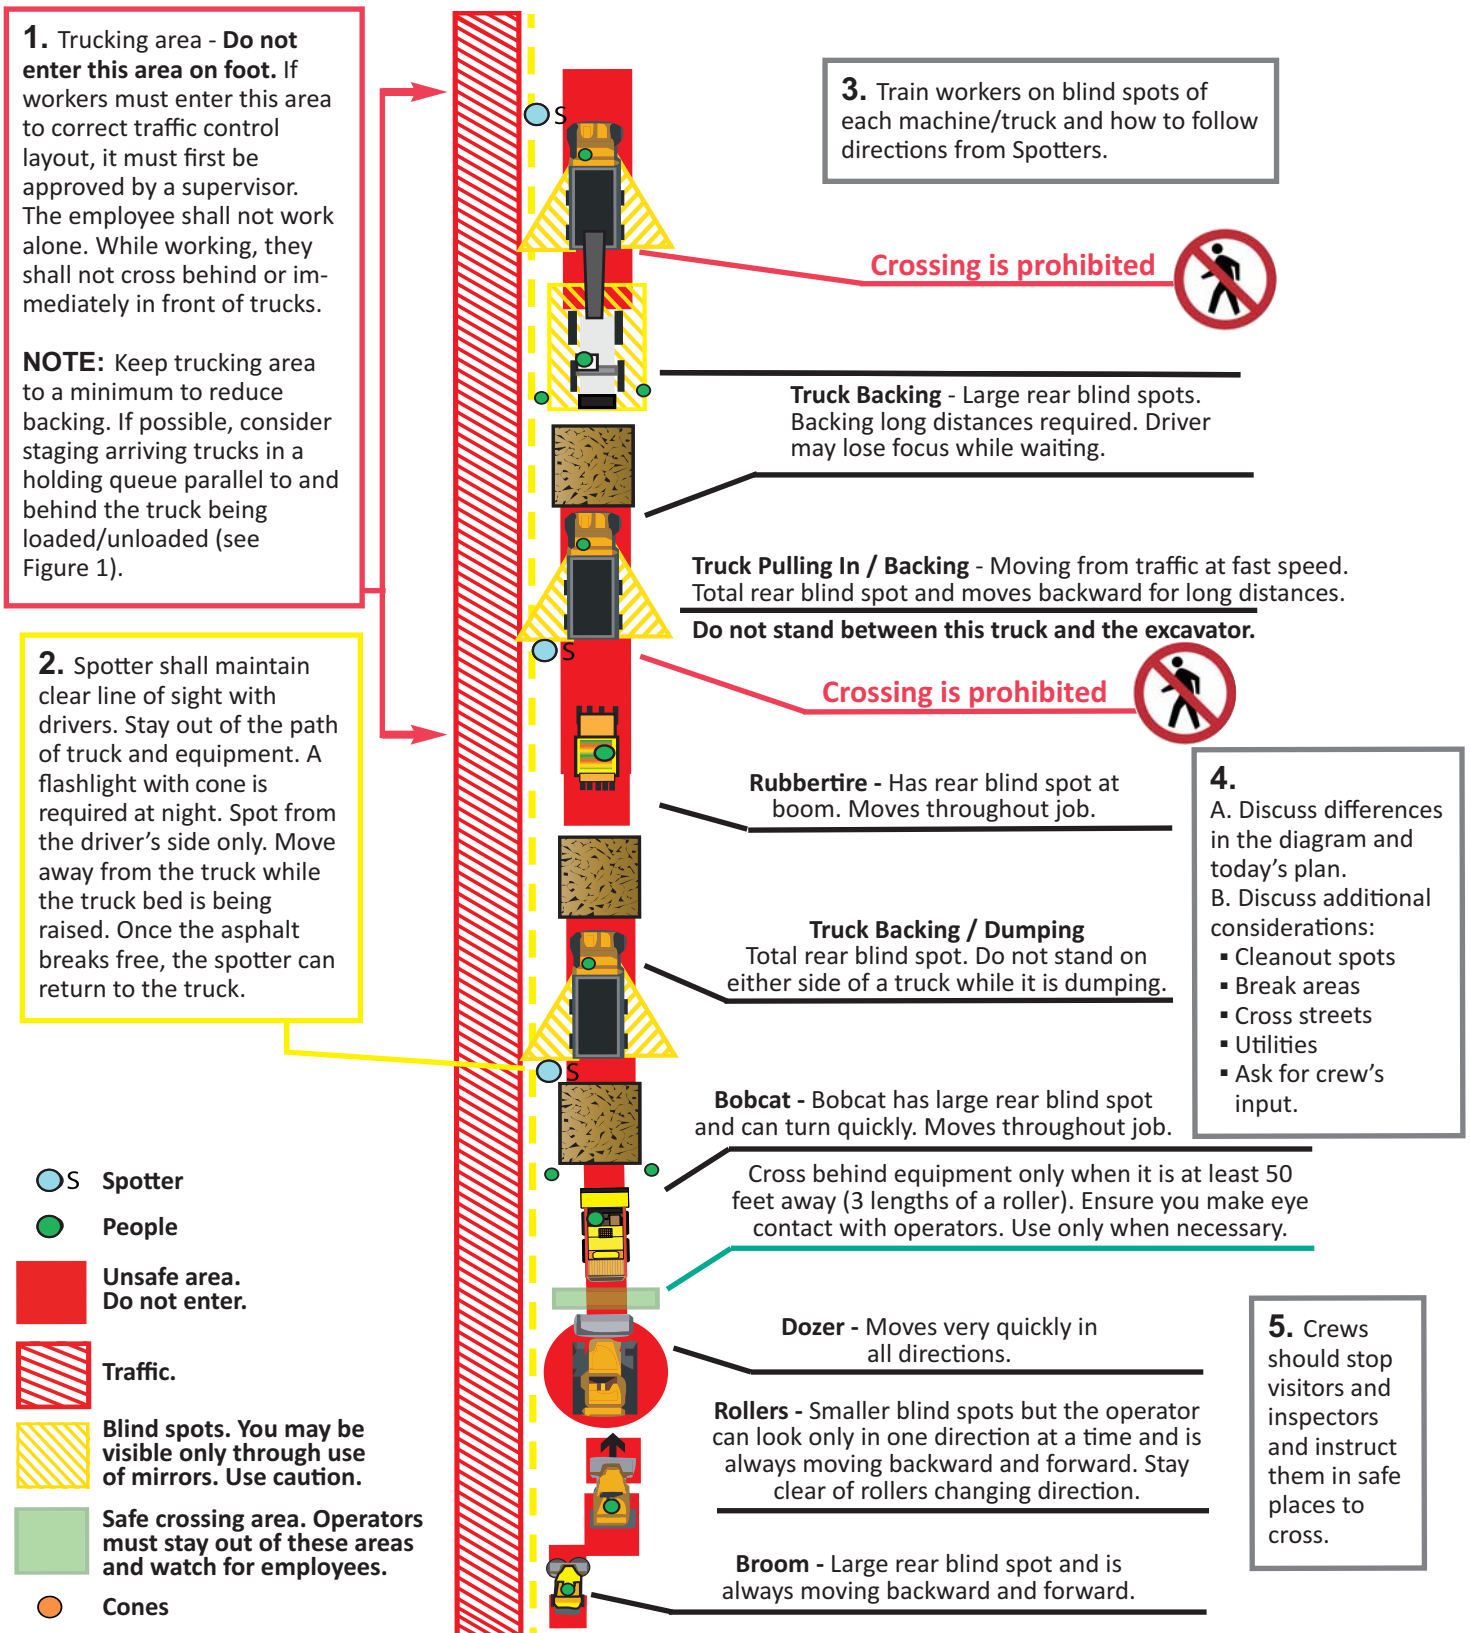 1. Trucking area - Do not
enter this area on foot. If
workers must enter this area
to correct traffic control
layout, it must first be
approved by a supervisor.
The employee shall not work
alone. While working, they
shall not cross behind or im-
mediately in front of trucks.
NOTE: Keep trucking area
to a minimum to reduce
backing. If possible, consider
staging arriving trucks in a
holding queue parallel to and
behind the truck being
loaded/unloaded (see
Figure 1).
2. Spotter shall maintain
clear line of sight with
drivers. Stay out of the path
of truck and equipment. A
flashlight with cone is
required at night. Spot from
the driver's side only. Move
away from the truck while
the truck bed is being
raised. Once the asphalt
breaks free, the spotter can
return to the truck.
S Spotter
People
Unsafe area.
Do not enter.
Traffic.
Blind spots. You may be
visible only through use
of mirrors. Use caution.
Safe crossing area. Operators
must stay out of these areas
and watch for employees.
Cones
S
S
S
3. Train workers on blind spots of
each machine/truck and how to follow
directions from Spotters.
Crossing is prohibited
Truck Backing - Large rear blind spots.
Backing long distances required. Driver
may lose focus while waiting.
Truck Pulling In / Backing - Moving from traffic at fast speed.
Total rear blind spot and moves backward for long distances.
Do not stand between this truck and the excavator.
Crossing is prohibited
Rubbertire - Has rear blind spot at
boom. Moves throughout job.
Truck Backing / Dumping
Total rear blind spot. Do not stand on
either side of a truck while it is dumping.
4.
A. Discuss differences
in the diagram and
today's plan.
B. Discuss additional
considerations:
▪ Cleanout spots
▪ Break areas
▪ Cross streets
▪ Utilities
▪ Ask for crew's
input.
Bobcat - Bobcat has large rear blind spot
and can turn quickly. Moves throughout job.
Cross behind equipment only when it is at least 50
feet away (3 lengths of a roller). Ensure you make eye
contact with operators. Use only when necessary.
Dozer - Moves very quickly in
all directions.
Rollers - Smaller blind spots but the operator
can look only in one direction at a time and is
always moving backward and forward. Stay
clear of rollers changing direction.
Broom - Large rear blind spot and is
always moving backward and forward.
5. Crews
should stop
visitors and
inspectors
and instruct
them in safe
places to
cross.